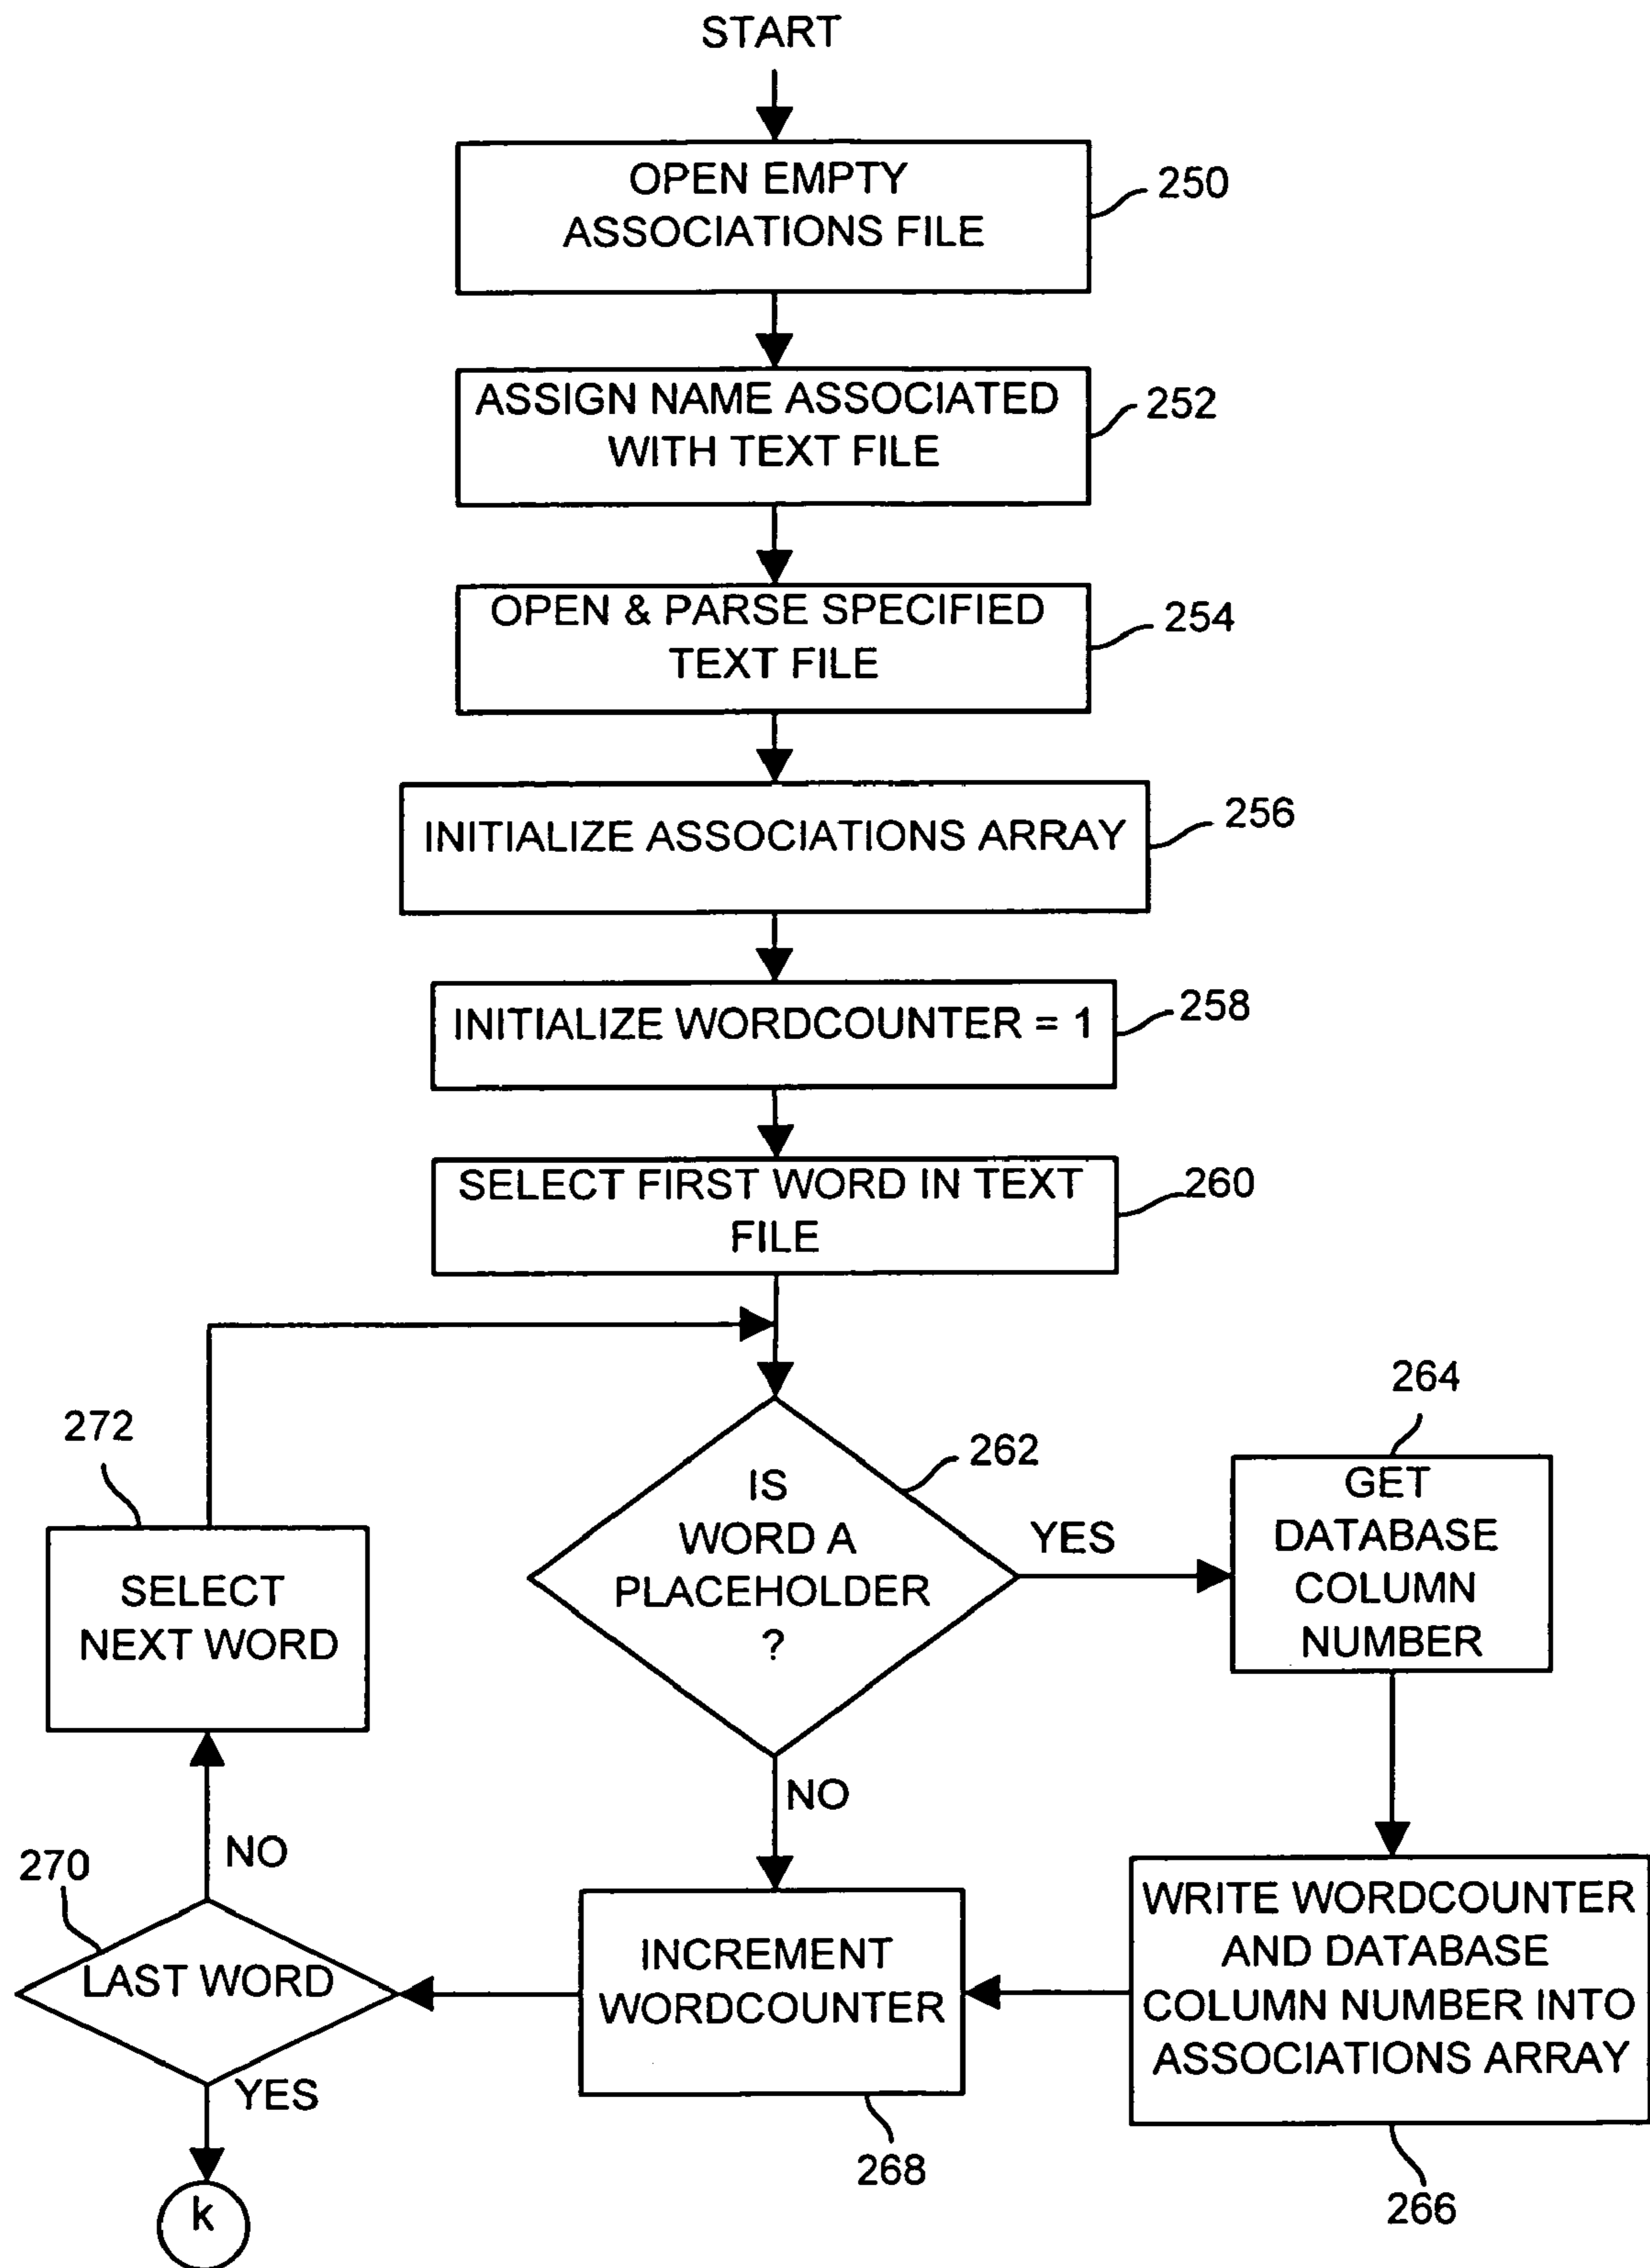 START
OPEN EMPTY
ASSOCIATIONS FILE
250
ASSIGN NAME ASSOCIATED
WITH TEXT FILE
252
OPEN & PARSE SPECIFIED
TEXT FILE
254
INITIALIZE ASSOCIATIONS ARRAY
256
INITIALIZE WORDCOUNTER = 1
258
SELECT FIRST WORD IN TEXT
FILE
260
IS
WORD A
PLACEHOLDER
?
262
YES
264
GET
DATABASE
COLUMN
NUMBER
272
SELECT
NEXT WORD
NO
NO
270
LAST WORD
YES
k
INCREMENT
WORDCOUNTER
268
WRITE WORDCOUNTER
AND DATABASE
COLUMN NUMBER INTO
ASSOCIATIONS ARRAY
266